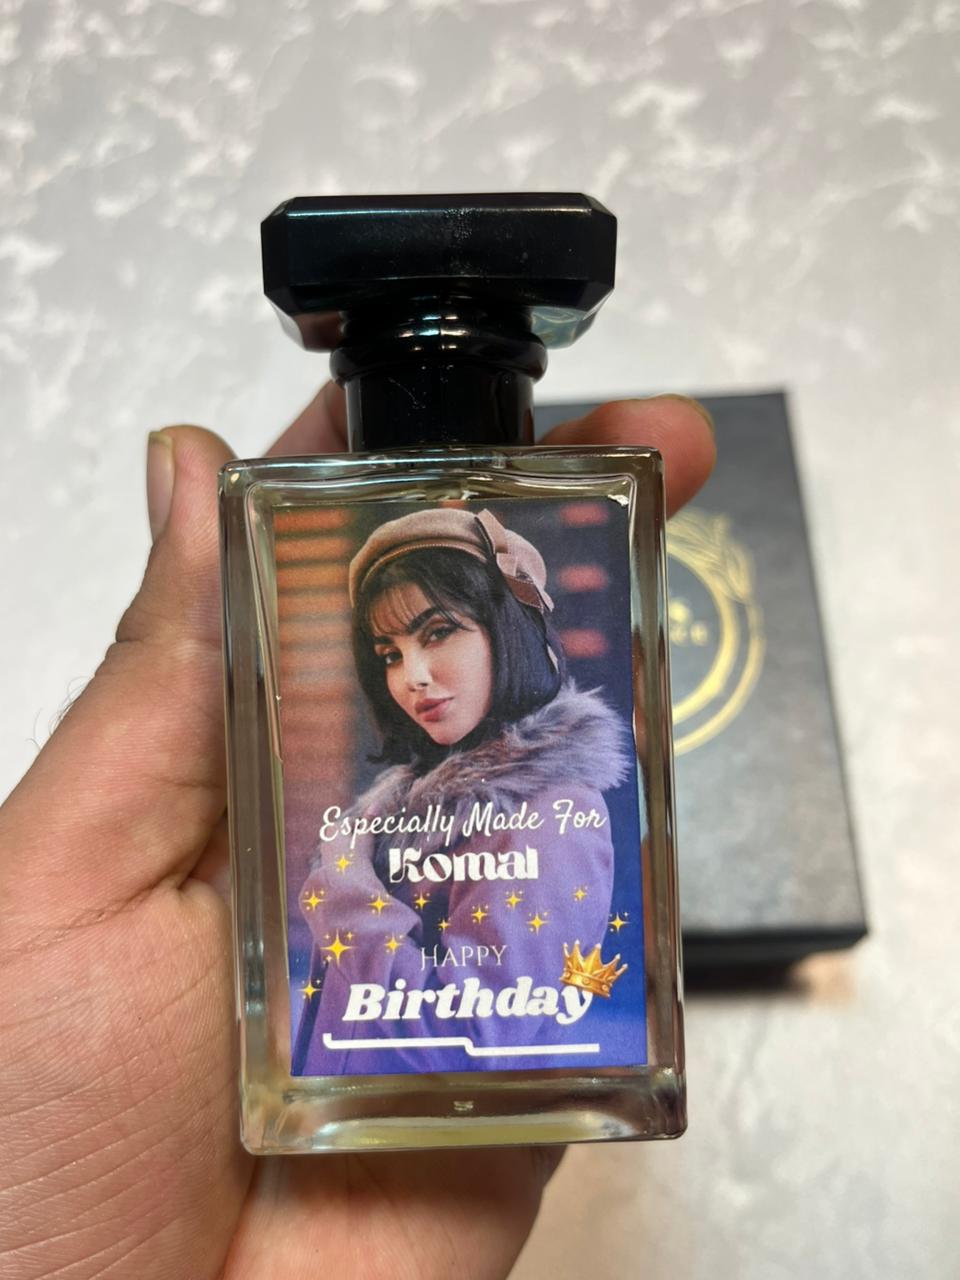 Especially Made For
Komal
HAPPY
Birthday